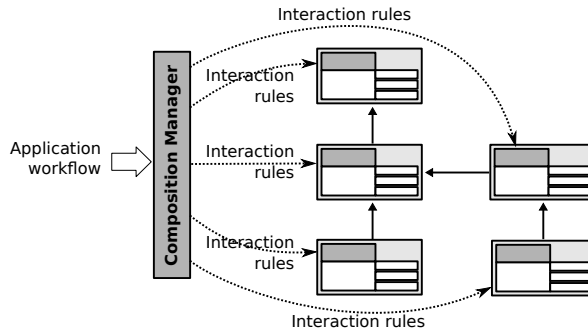 Interaction rules
Interaction
rules
Application
workflow
Composition Manager
Interaction
rules
Interaction
rules
Interaction rules